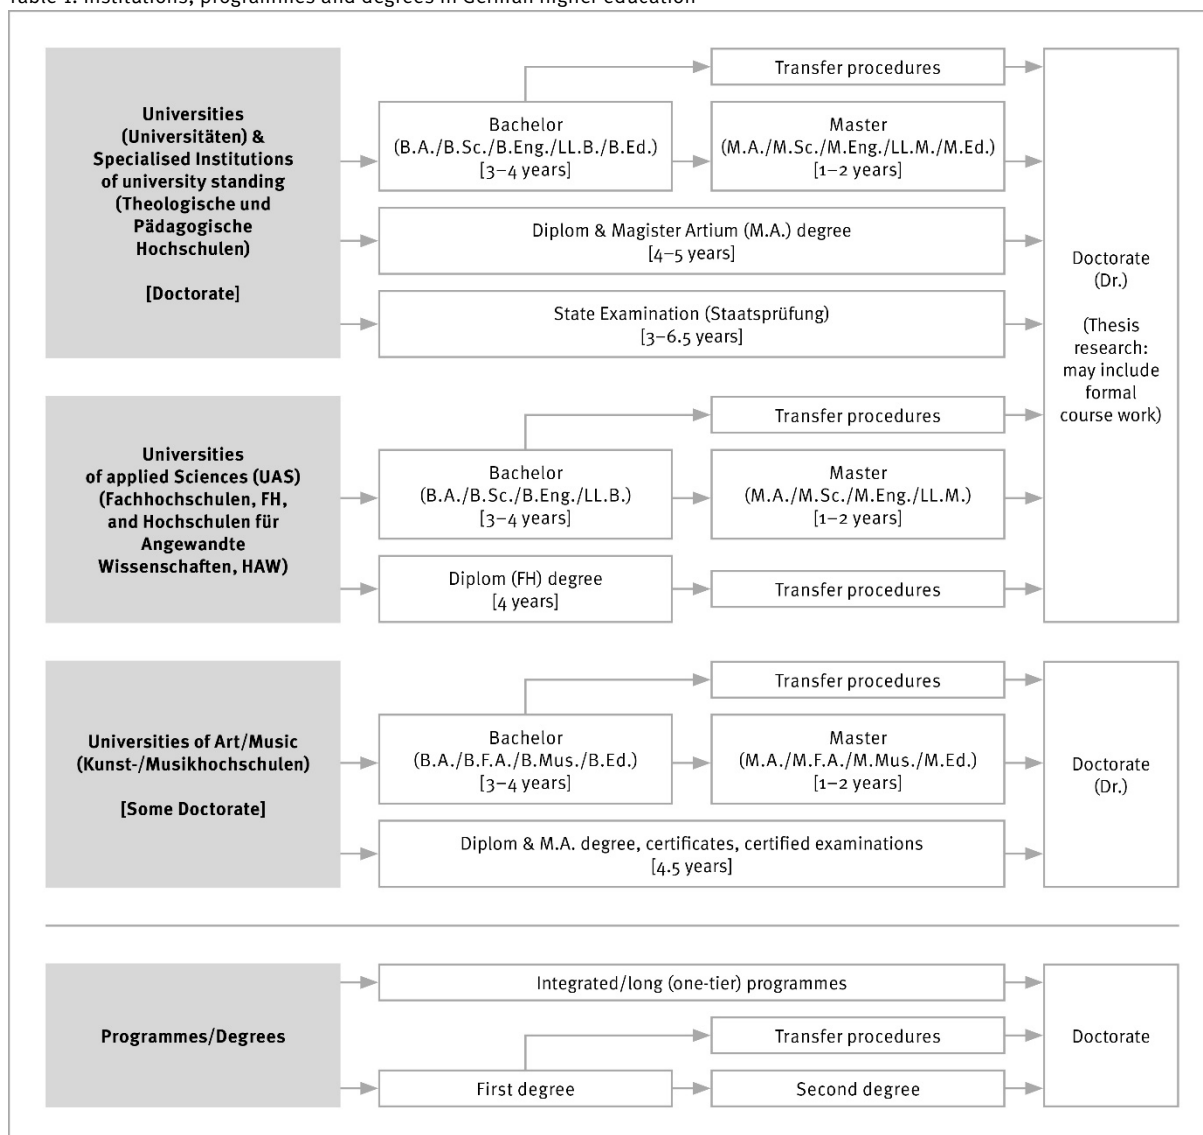 Table 1: Institutions, programmes and degrees in German higher education
Universities
(Universitäten) &
Specialised Institutions
of university standing
(Theologische und
Pädagogische
Hochschulen)
[Doctorate]
Transfer procedures
Bachelor
(B.A./B.Sc./B.Eng./LL.B./B.Ed.)
[3–4 years]
Master
(M.A./M.Sc./M.Eng./LL.M./M.Ed.)
[1–2 years]
Diplom & Magister Artium (M.A.) degree
[4–5 years]
State Examination (Staatsprüfung)
[3–6.5 years]
Doctorate
(Dr.)
(Thesis
research:
may include
formal
course work)
Universities
of applied Sciences (UAS)
(Fachhochschulen, FH,
and Hochschulen für
Angewandte
Wissenschaften, HAW)
Transfer procedures
Bachelor
(B.A./B.Sc./B.Eng./LL.B.)
[3–4 years]
Master
(M.A./M.Sc./M.Eng./LL.M.)
[1–2 years]
Diplom (FH) degree
[4 years]
Transfer procedures
Universities of Art/Music
(Kunst-/Musikhochschulen)
[Some Doctorate]
Transfer procedures
Bachelor
(B.A./B.F.A./B.Mus./B.Ed.)
[3–4 years]
Master
(M.A./M.F.A./M.Mus./M.Ed.)
[1–2 years]
Diplom & M.A. degree, certificates, certified examinations
[4.5 years]
Doctorate
(Dr.)
Programmes/Degrees
Integrated/long (one-tier) programmes
Transfer procedures
First degree
Second degree
Doctorate